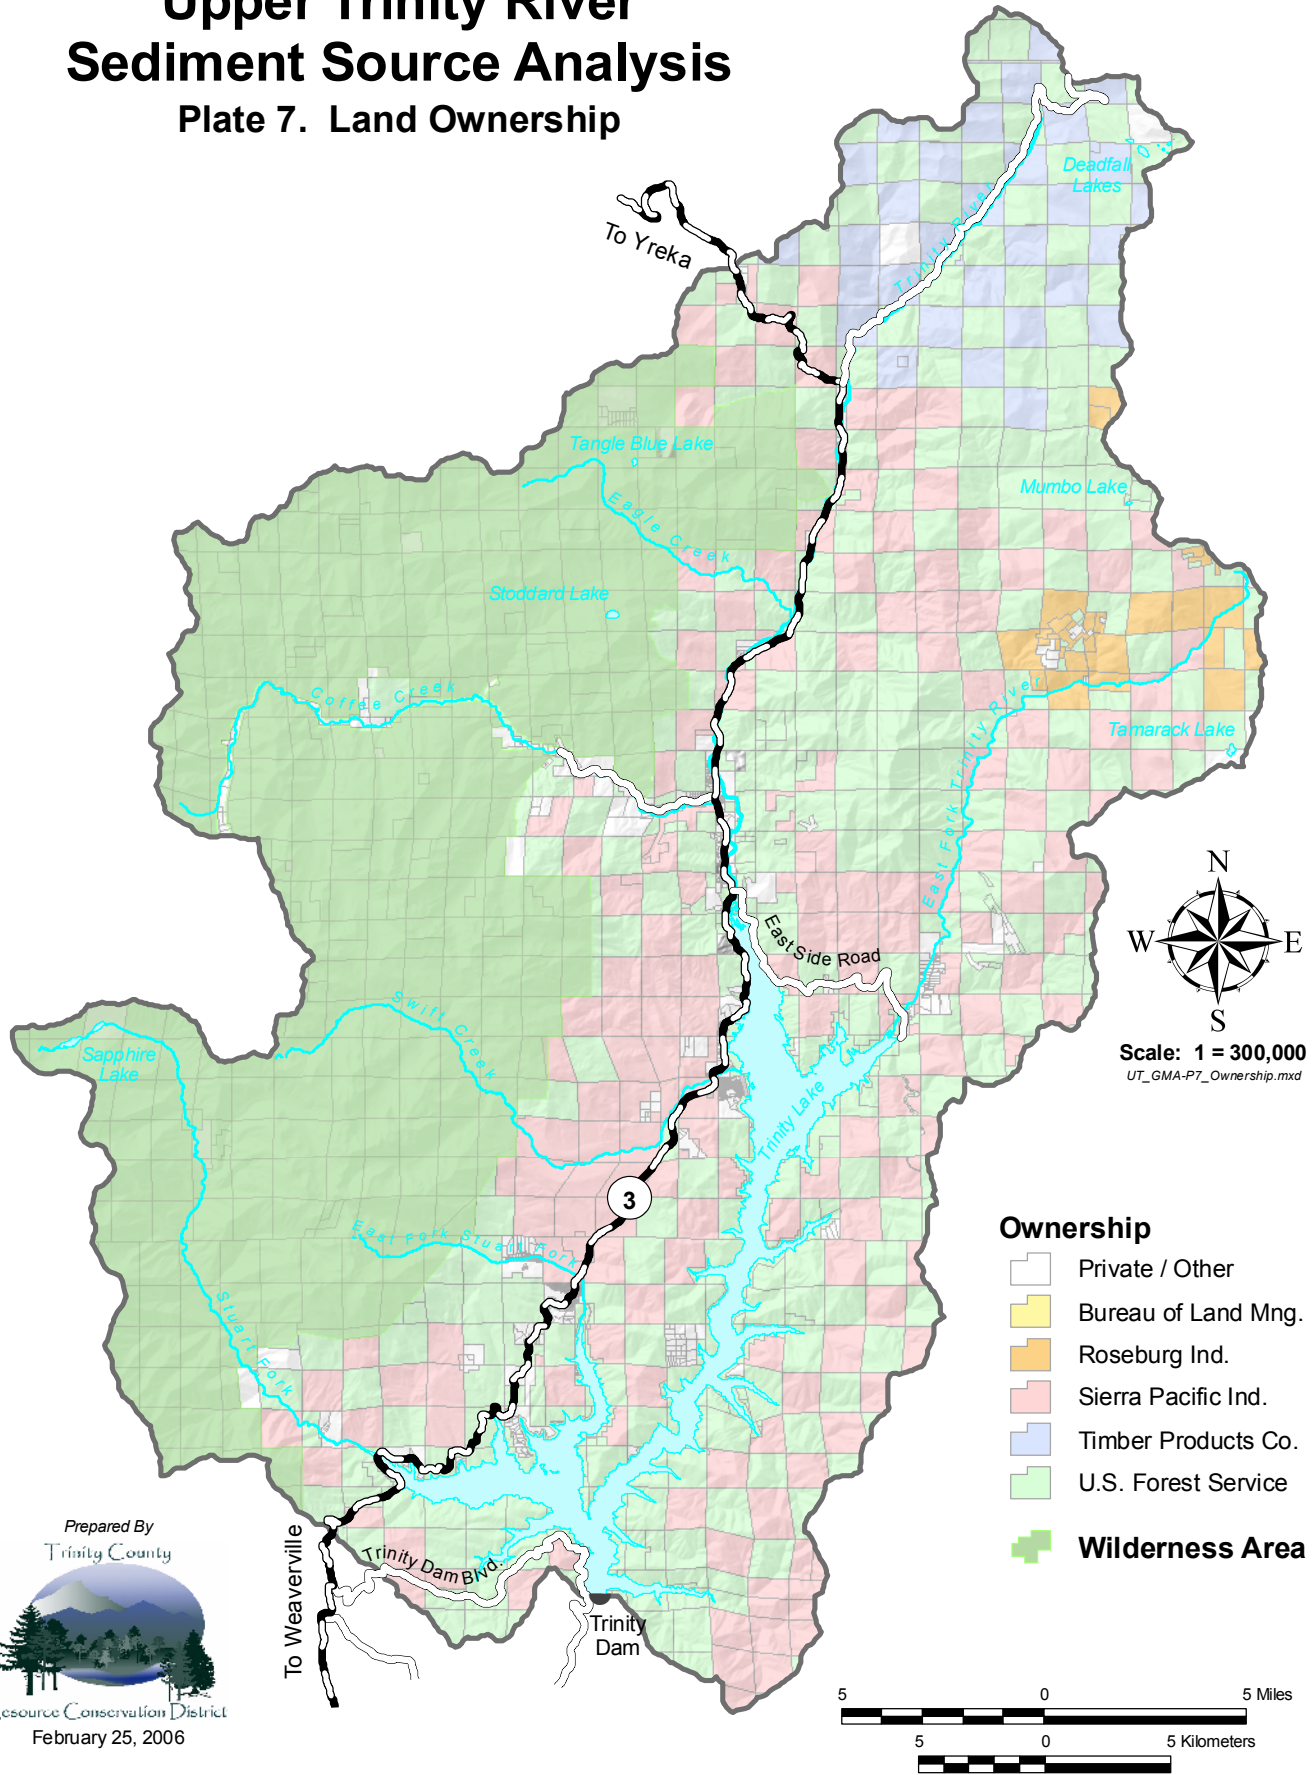 Upper Trinity River
Sediment Source Analysis
Plate 7. Land Ownership
To Yreka
Deadfall
Lakes
Trinity River
Tangle Blue Lake
Eagle Creek
Mumbo Lake
Stoddard Lake
Coffee Creek
East Fork Trinity River
Tamarack Lake
East Side Road
N
W
E
S
Scale: 1 = 300,000
UT_GMA-P7_Ownership.mxd
Swift Creek
Sapphire
Lake
Trinity Lake
3
East Fork Stuart Fork
Stuart Fork
Ownership
Private / Other
Bureau of Land Mng.
Roseburg Ind.
Sierra Pacific Ind.
Timber Products Co.
U.S. Forest Service
Wilderness Area
Prepared By
Trinity County
Resource Conservation District
February 25, 2006
To Weaverville
Trinity Dam Blvd.
Trinity
Dam
5 0 5 Miles
5 0 5 Kilometers